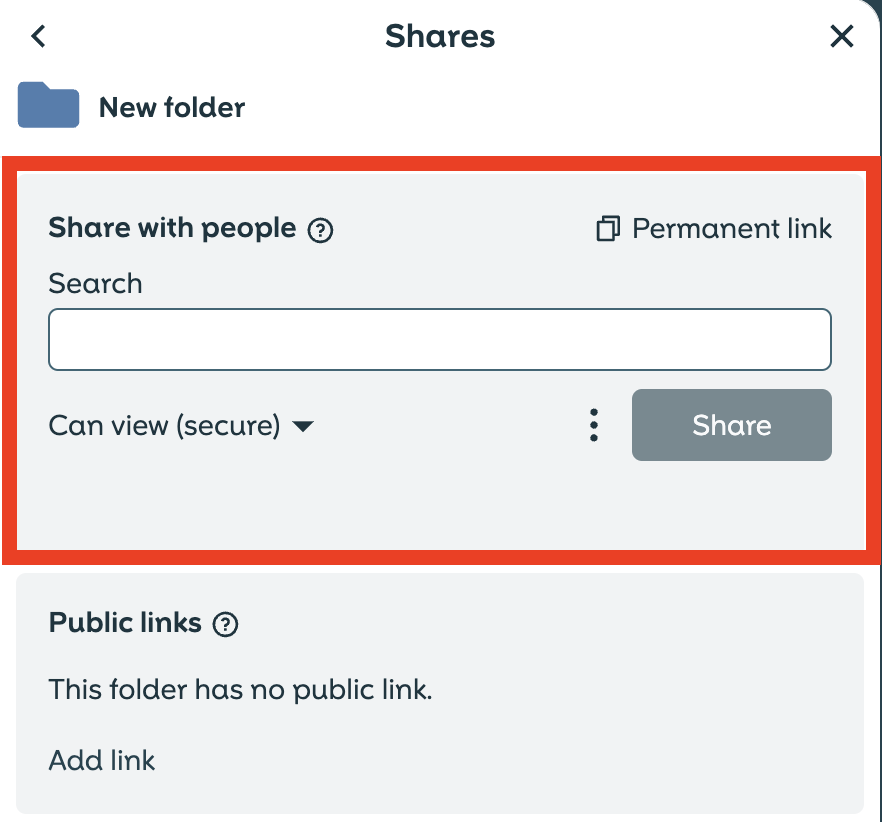 Shares
New folder
Share with people ?
Permanent link
Search
Can view (secure)
Share
Public links ?
This folder has no public link.
Add link